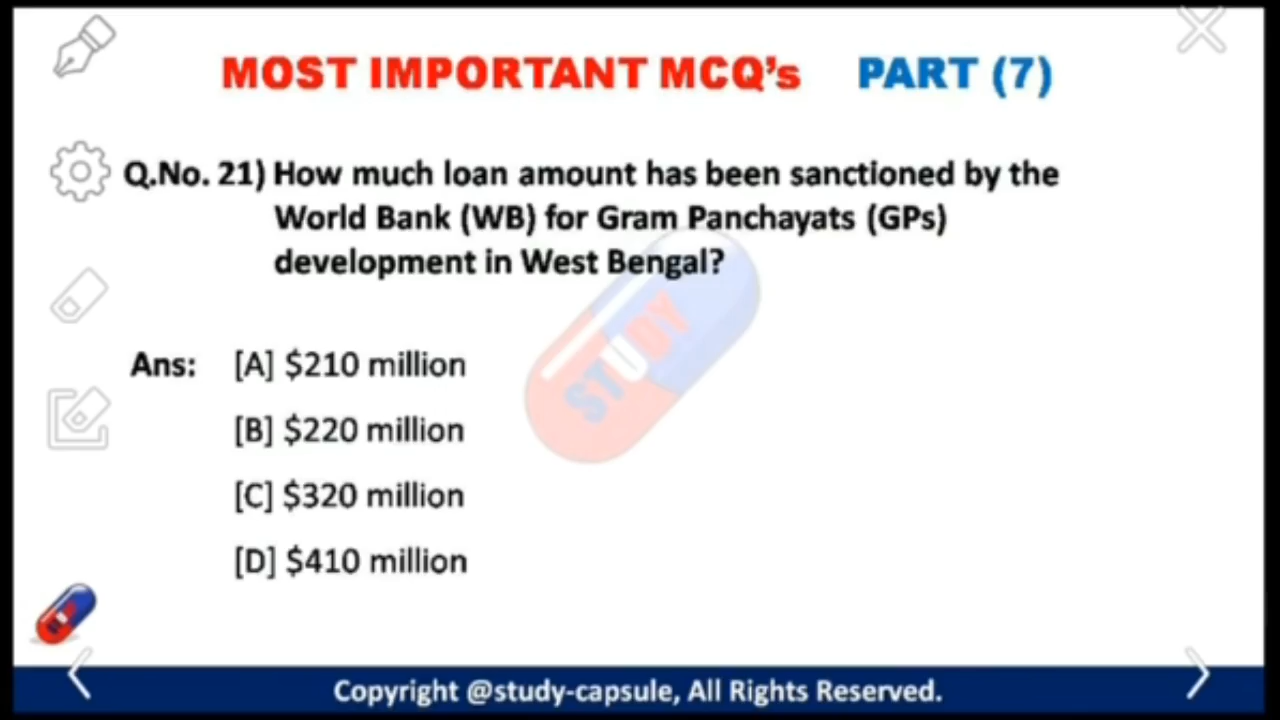 MOST IMPORTANT MCQ's PART (7)
Q.No. 21) How much loan amount has been sanctioned by the
World Bank (WB) for Gram Panchayats (GPs)
development in West Bengal?
STUDY
Ans: [A] $210 million
[B] $220 million
[C] $320 million
[D] $410 million
Copyright @study-capsule, All Rights Reserved.